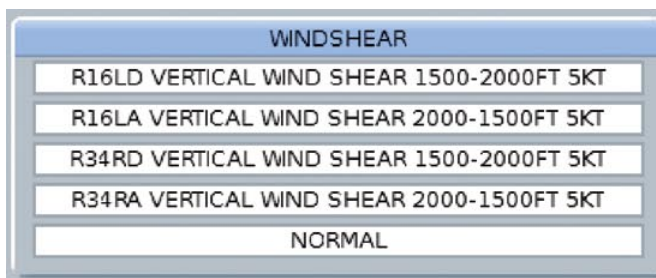 WINDSHEAR
R16LD VERTICAL WIND SHEAR 1500-2000FT 5KT
R16LA VERTICAL WIND SHEAR 2000-1500FT 5KT
R34RD VERTICAL WIND SHEAR 1500-2000FT 5KT
R34RA VERTICAL WIND SHEAR 2000-1500FT 5KT
NORMAL